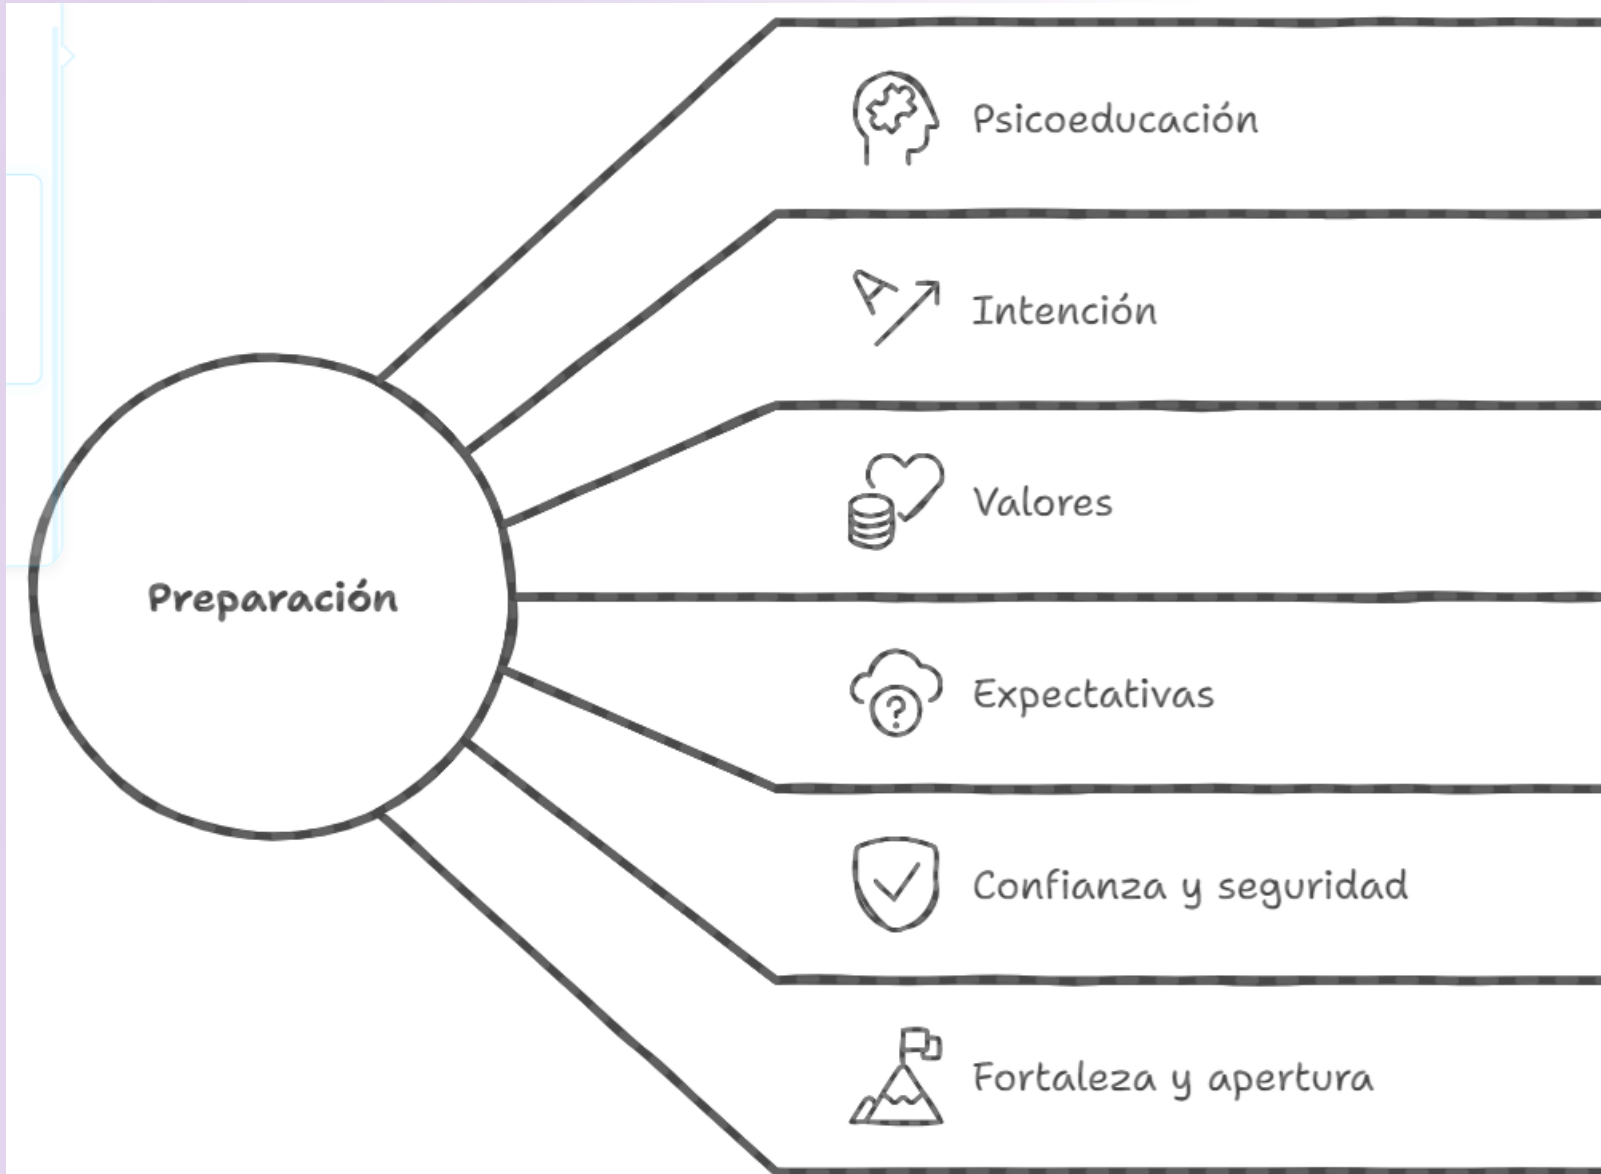 Psicoeducación
Intención
Valores
Preparación
Expectativas
Confianza y seguridad
Fortaleza y apertura